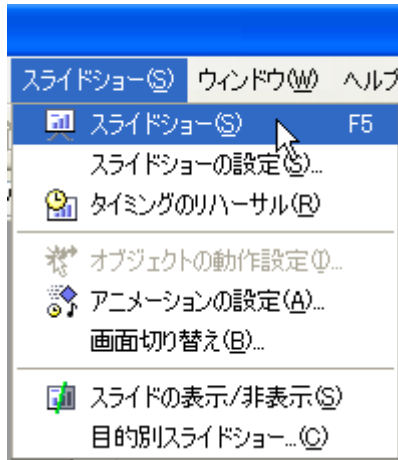 スライドショー(S) ウィンドウ(W) ヘルプ
スライドショー(S) F5
スライドショーの設定(S)...
タイミングのリハーサル(R)
オブジェクトの動作設定(I)...
アニメーションの設定(A)...
画面切り替え(B)...
スライドの表示/非表示(S)
目的別スライドショー...(C)